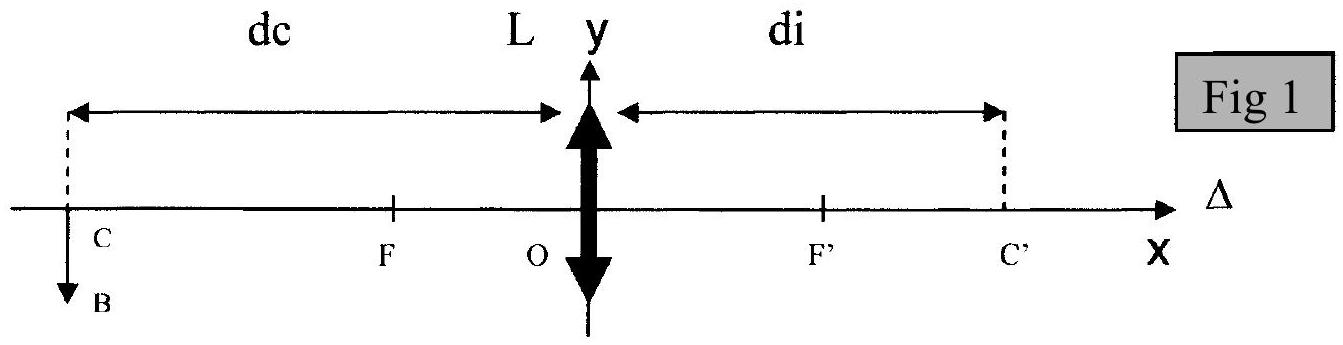 dc L y di
Fig 1
Δ
C F O F' C' x
B